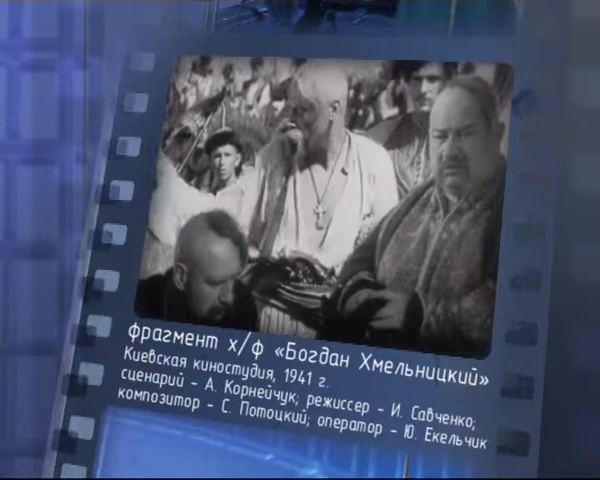 фрагмент х/ф «Богдан Хмельницкий»
Киевская киностудия, 1941 г.
сценарий - А. Корнейчук; режиссер - И. Савченко;
композитор - С. Потоцкий; оператор - Ю. Екельчик